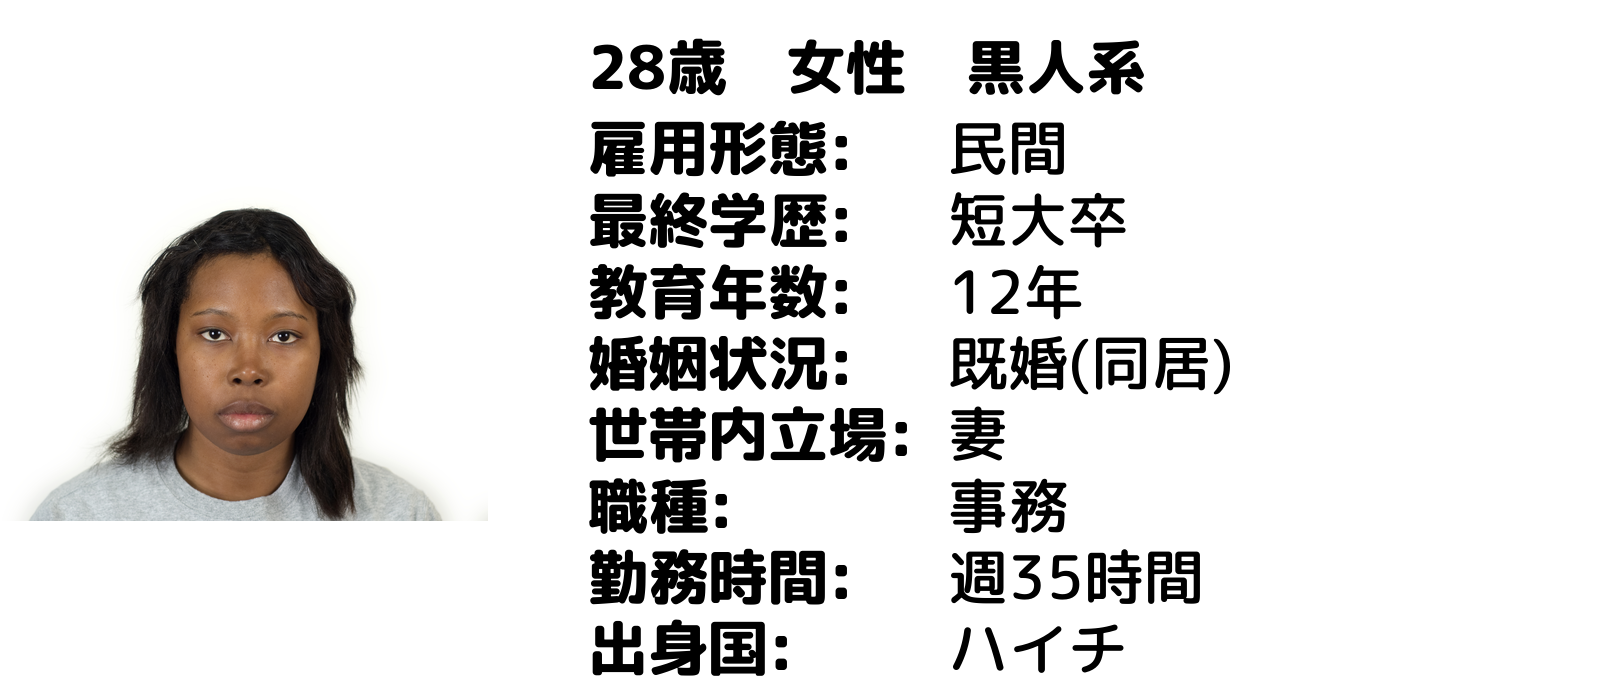 28歳　女性　黒人系
雇用形態: 民間
最終学歴: 短大卒
教育年数: 12年
婚姻状況: 既婚(同居)
世帯内立場: 妻
職種: 事務
勤務時間: 週35時間
出身国: ハイチ